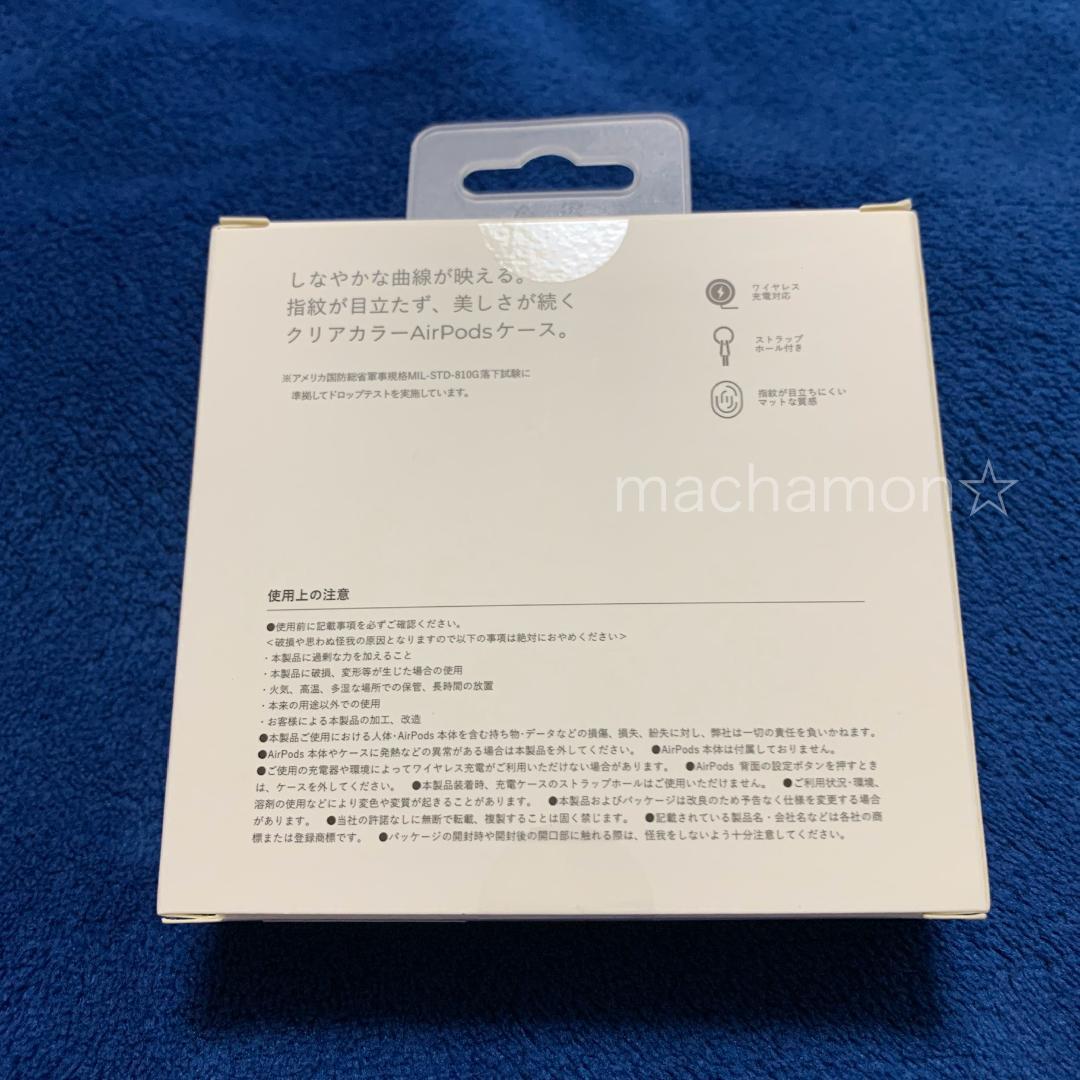 しなやかな曲線が映える。
指紋が目立たず、美しさが続く
クリアカラーAirPodsケース。
※アメリカ国防総省軍事規格MIL-STD-810G落下試験に
準拠してドロップテストを実施しています。
ワイヤレス
充電対応
ストラップ
ホール付き
指紋が目立ちにくい
マットな質感
machamon☆
使用上の注意
●使用前に記載事項を必ずご確認ください。
<破損や思わぬ怪我の原因となりますので以下の事項は絶対におやめください>
・本製品に過剰な力を加えること
・本製品に破損、変形等が生じた場合の使用
・火気、高温、多湿な場所での保管、長時間の放置
・本来の用途以外での使用
・お客様による本製品の加工、改造
●本製品ご使用における人体・AirPods 本体を含む持ち物・データなどの損傷、損失、紛失に対し、弊社は一切の責任を負いかねます。
●AirPods 本体やケースに発熱などの異常がある場合は本製品を外してください。 ●AirPods 本体は付属しておりません。
●ご使用の充電器や環境によってワイヤレス充電がご利用いただけない場合があります。 ●AirPods 背面の設定ボタンを押すとき
は、ケースを外してください。 ●本製品装着時、充電ケースのストラップホールはご使用いただけません。 ●ご利用状況・環境、
溶剤の使用などにより変色や変質が起きることがあります。 ●本製品およびパッケージは改良のため予告なく仕様を変更する場合
があります。 ●当社の許諾なしに無断で転載、複製することは固く禁じます。 ●記載されている製品名・会社名などは各社の商
標または登録商標です。 ●パッケージの開封時や開封後の開口部に触れる際は、怪我をしないよう十分注意してください。